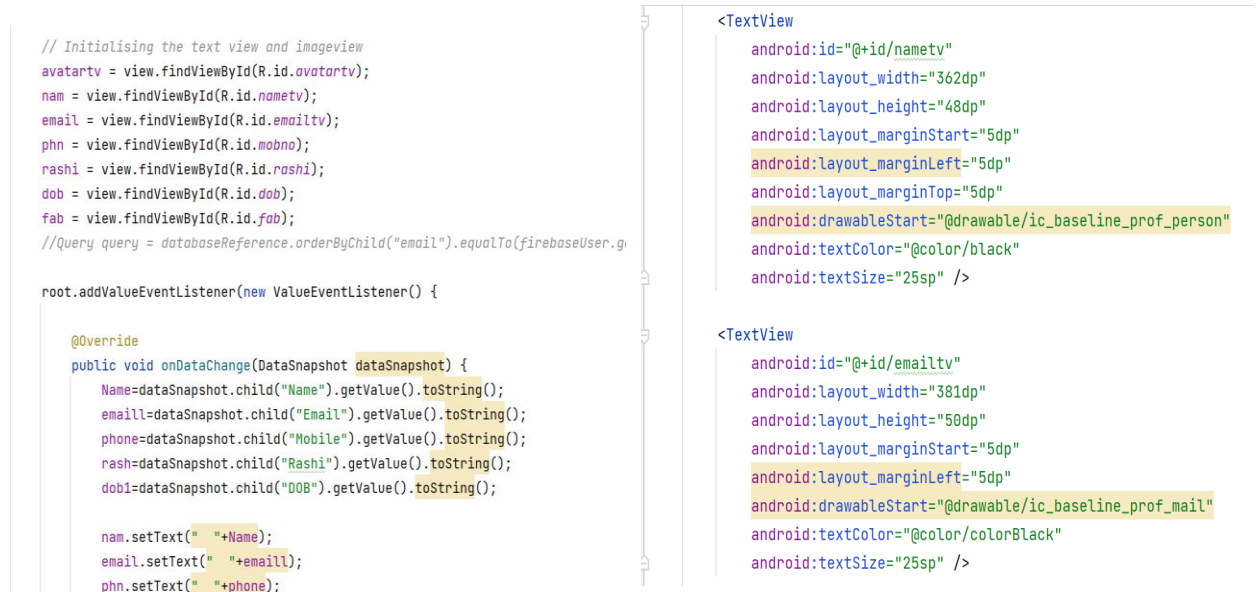 // Initialising the text view and imageview
avatartv = view.findViewById(R.id.avatartv);
nam = view.findViewById(R.id.nametv);
email = view.findViewById(R.id.emailtv);
phn = view.findViewById(R.id.mobno);
rashi = view.findViewById(R.id.rashi);
dob = view.findViewById(R.id.dob);
fab = view.findViewById(R.id.fab);
//Query query = databaseReference.orderByChild("email").equalTo(firebaseUser.ge
root.addValueEventListener(new ValueEventListener() {
@Override
public void onDataChange(DataSnapshot dataSnapshot) {
Name=dataSnapshot.child("Name").getValue().toString();
emaill=dataSnapshot.child("Email").getValue().toString();
phone=dataSnapshot.child("Mobile").getValue().toString();
rash=dataSnapshot.child("Rashi").getValue().toString();
dob1=dataSnapshot.child("DOB").getValue().toString();
nam.setText("  "+Name);
email.setText("  "+emaill);
phn.setText("  "+phone);
<TextView
android:id="@+id/nametv"
android:layout_width="362dp"
android:layout_height="48dp"
android:layout_marginStart="5dp"
android:layout_marginLeft="5dp"
android:layout_marginTop="5dp"
android:drawableStart="@drawable/ic_baseline_prof_person"
android:textColor="@color/black"
android:textSize="25sp" />
<TextView
android:id="@+id/emailtv"
android:layout_width="381dp"
android:layout_height="50dp"
android:layout_marginStart="5dp"
android:layout_marginLeft="5dp"
android:drawableStart="@drawable/ic_baseline_prof_mail"
android:textColor="@color/colorBlack"
android:textSize="25sp" />